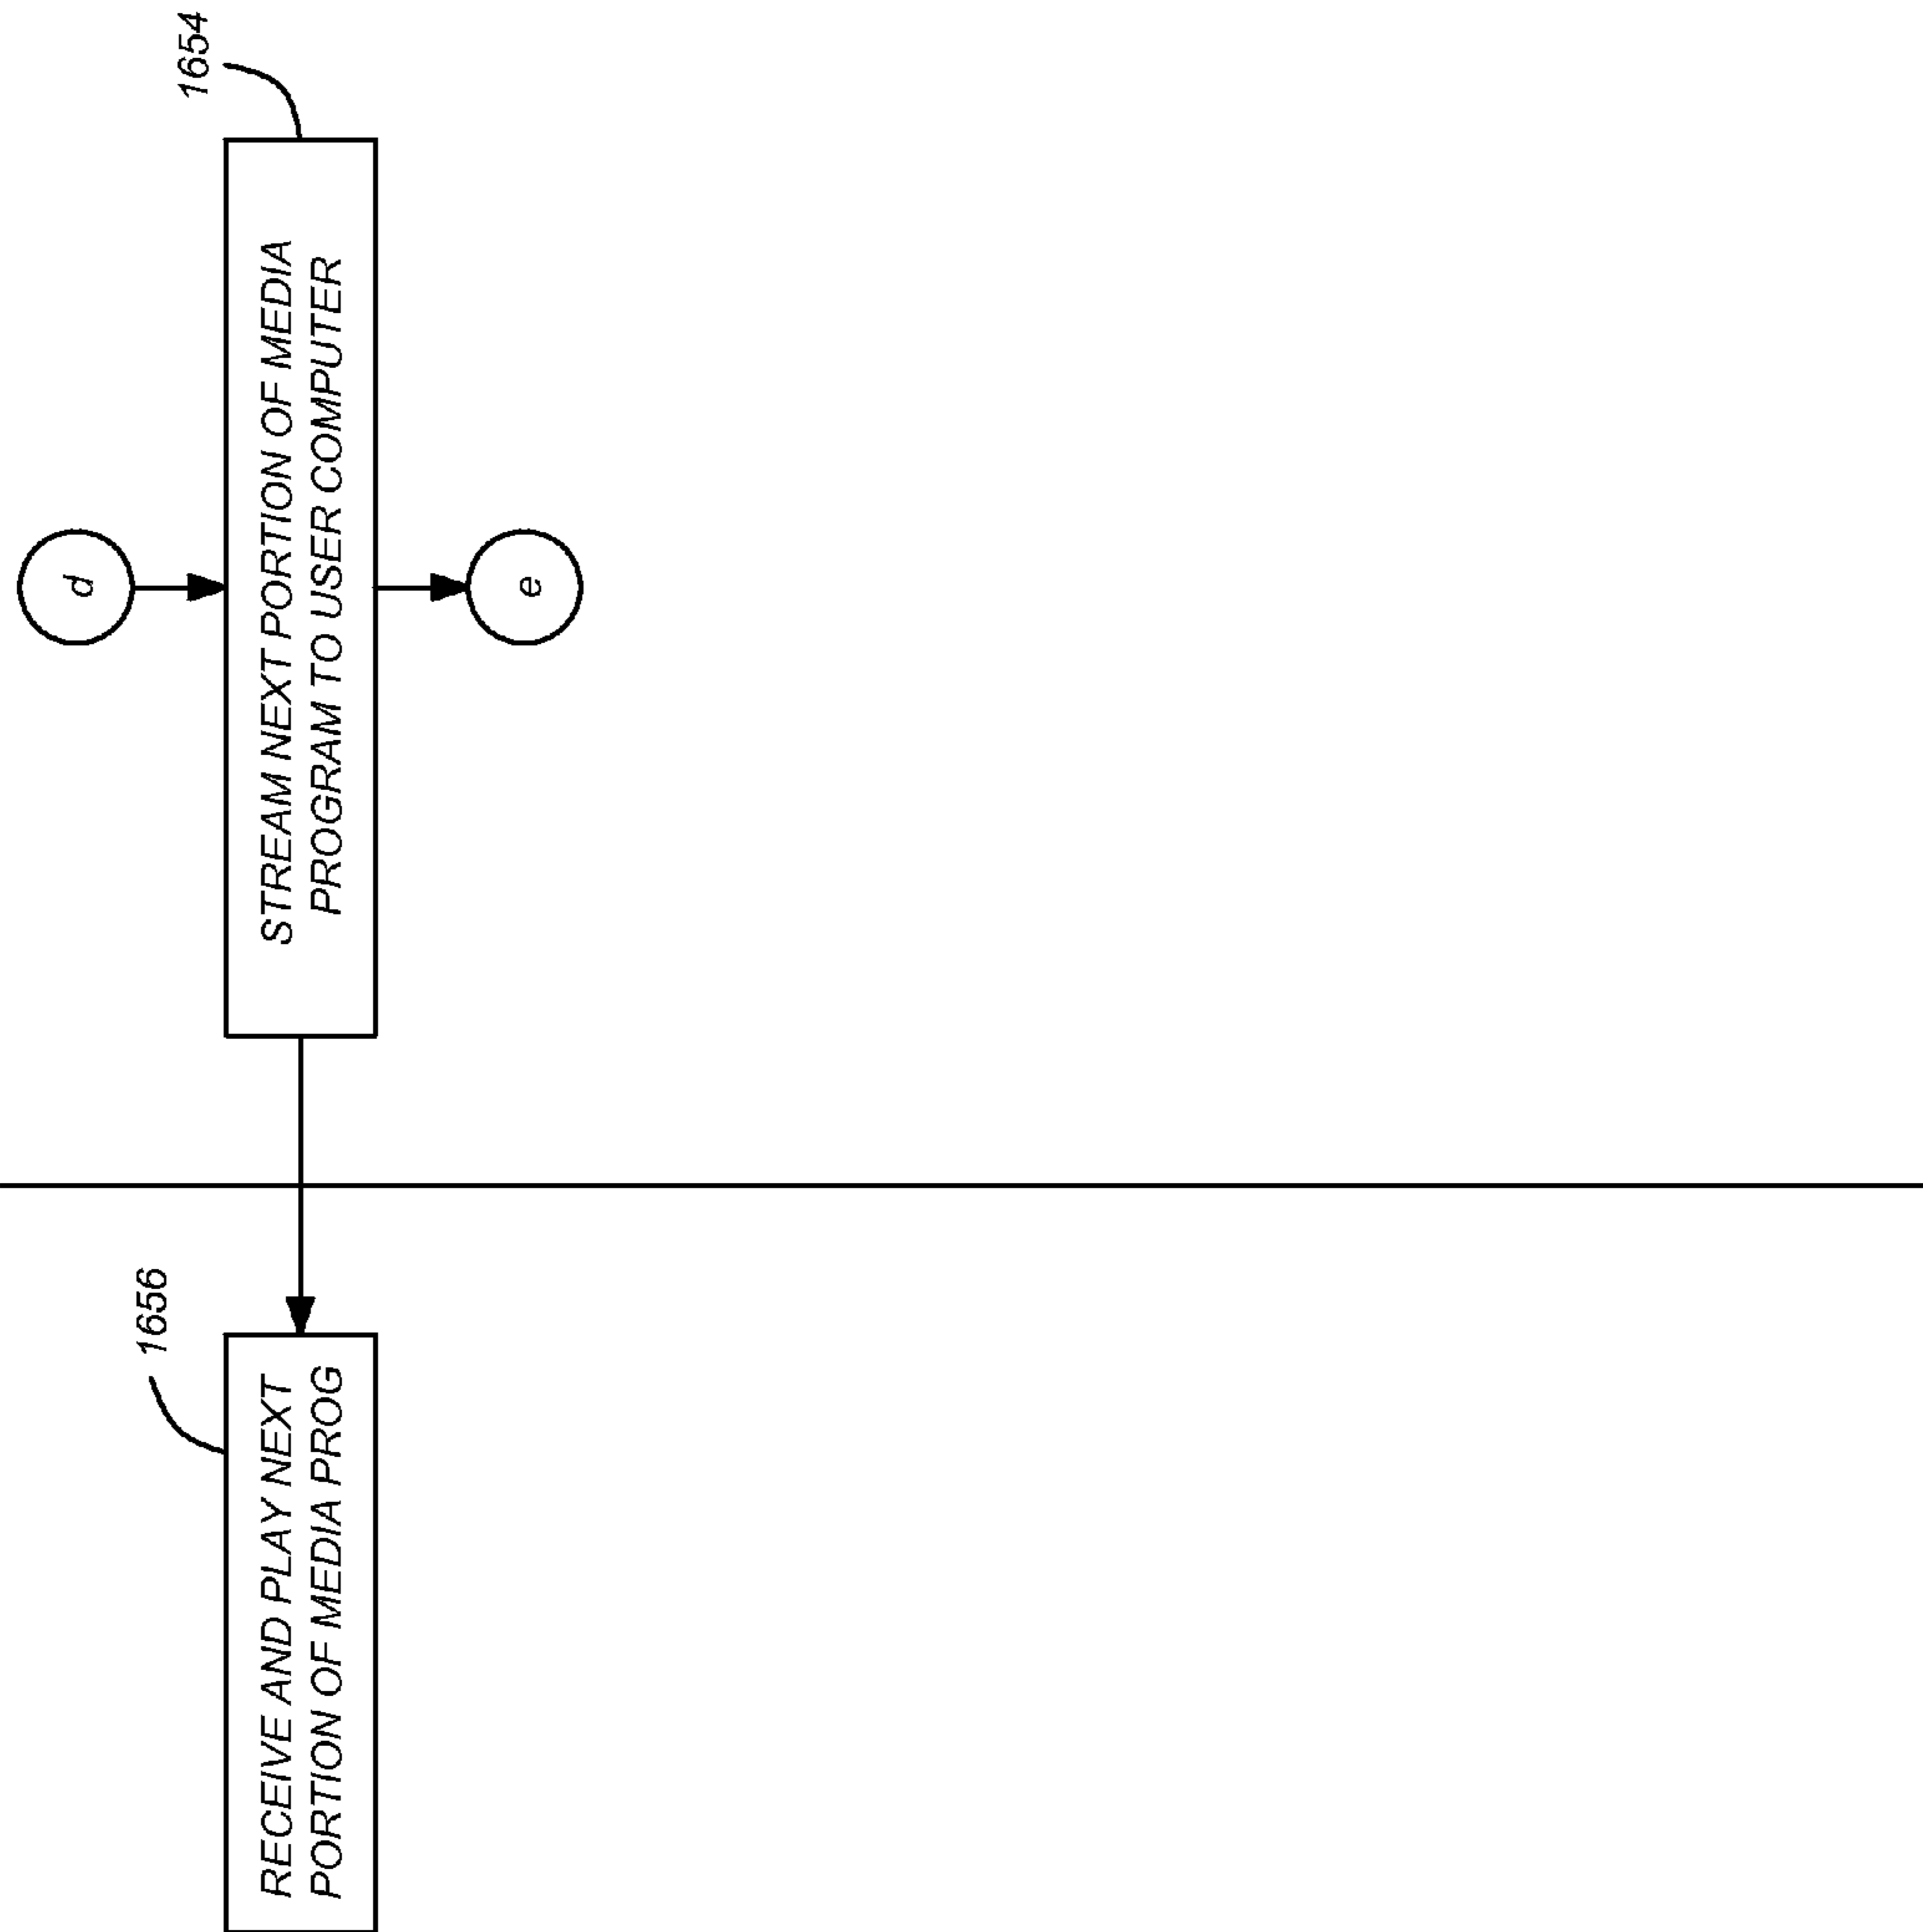 d
1656
1654
RECEIVE AND PLAY NEXT
PORTION OF MEDIA PROG
STREAM NEXT PORTION OF MEDIA
PROGRAM TO USER COMPUTER
e